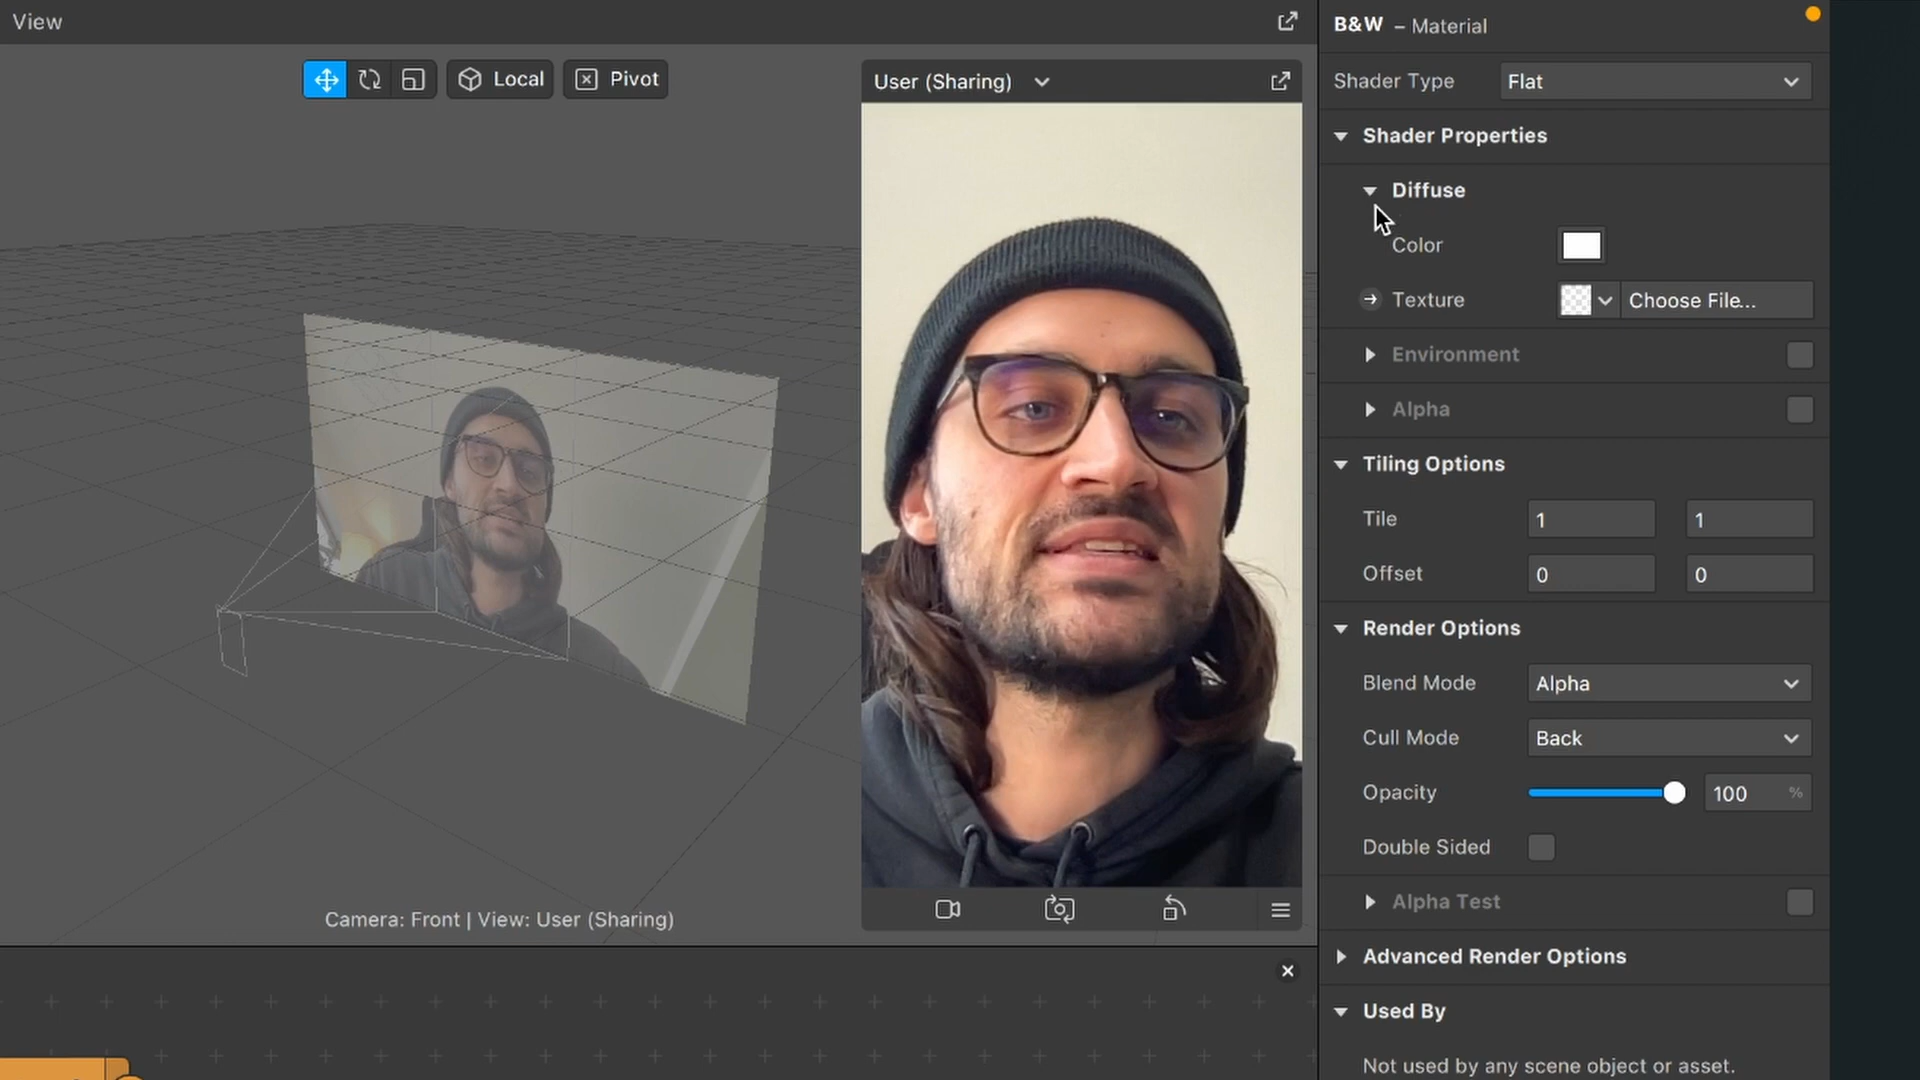 View
Local
Pivot
User (Sharing)
Camera: Front | View: User (Sharing)
B&W – Material
Shader Type Flat
Shader Properties
Diffuse
Color
Texture Choose File...
Environment
Alpha
Tiling Options
Tile 1 1
Offset 0 0
Render Options
Blend Mode Alpha
Cull Mode Back
Opacity 100 %
Double Sided
Alpha Test
Advanced Render Options
Used By
Not used by any scene object or asset.